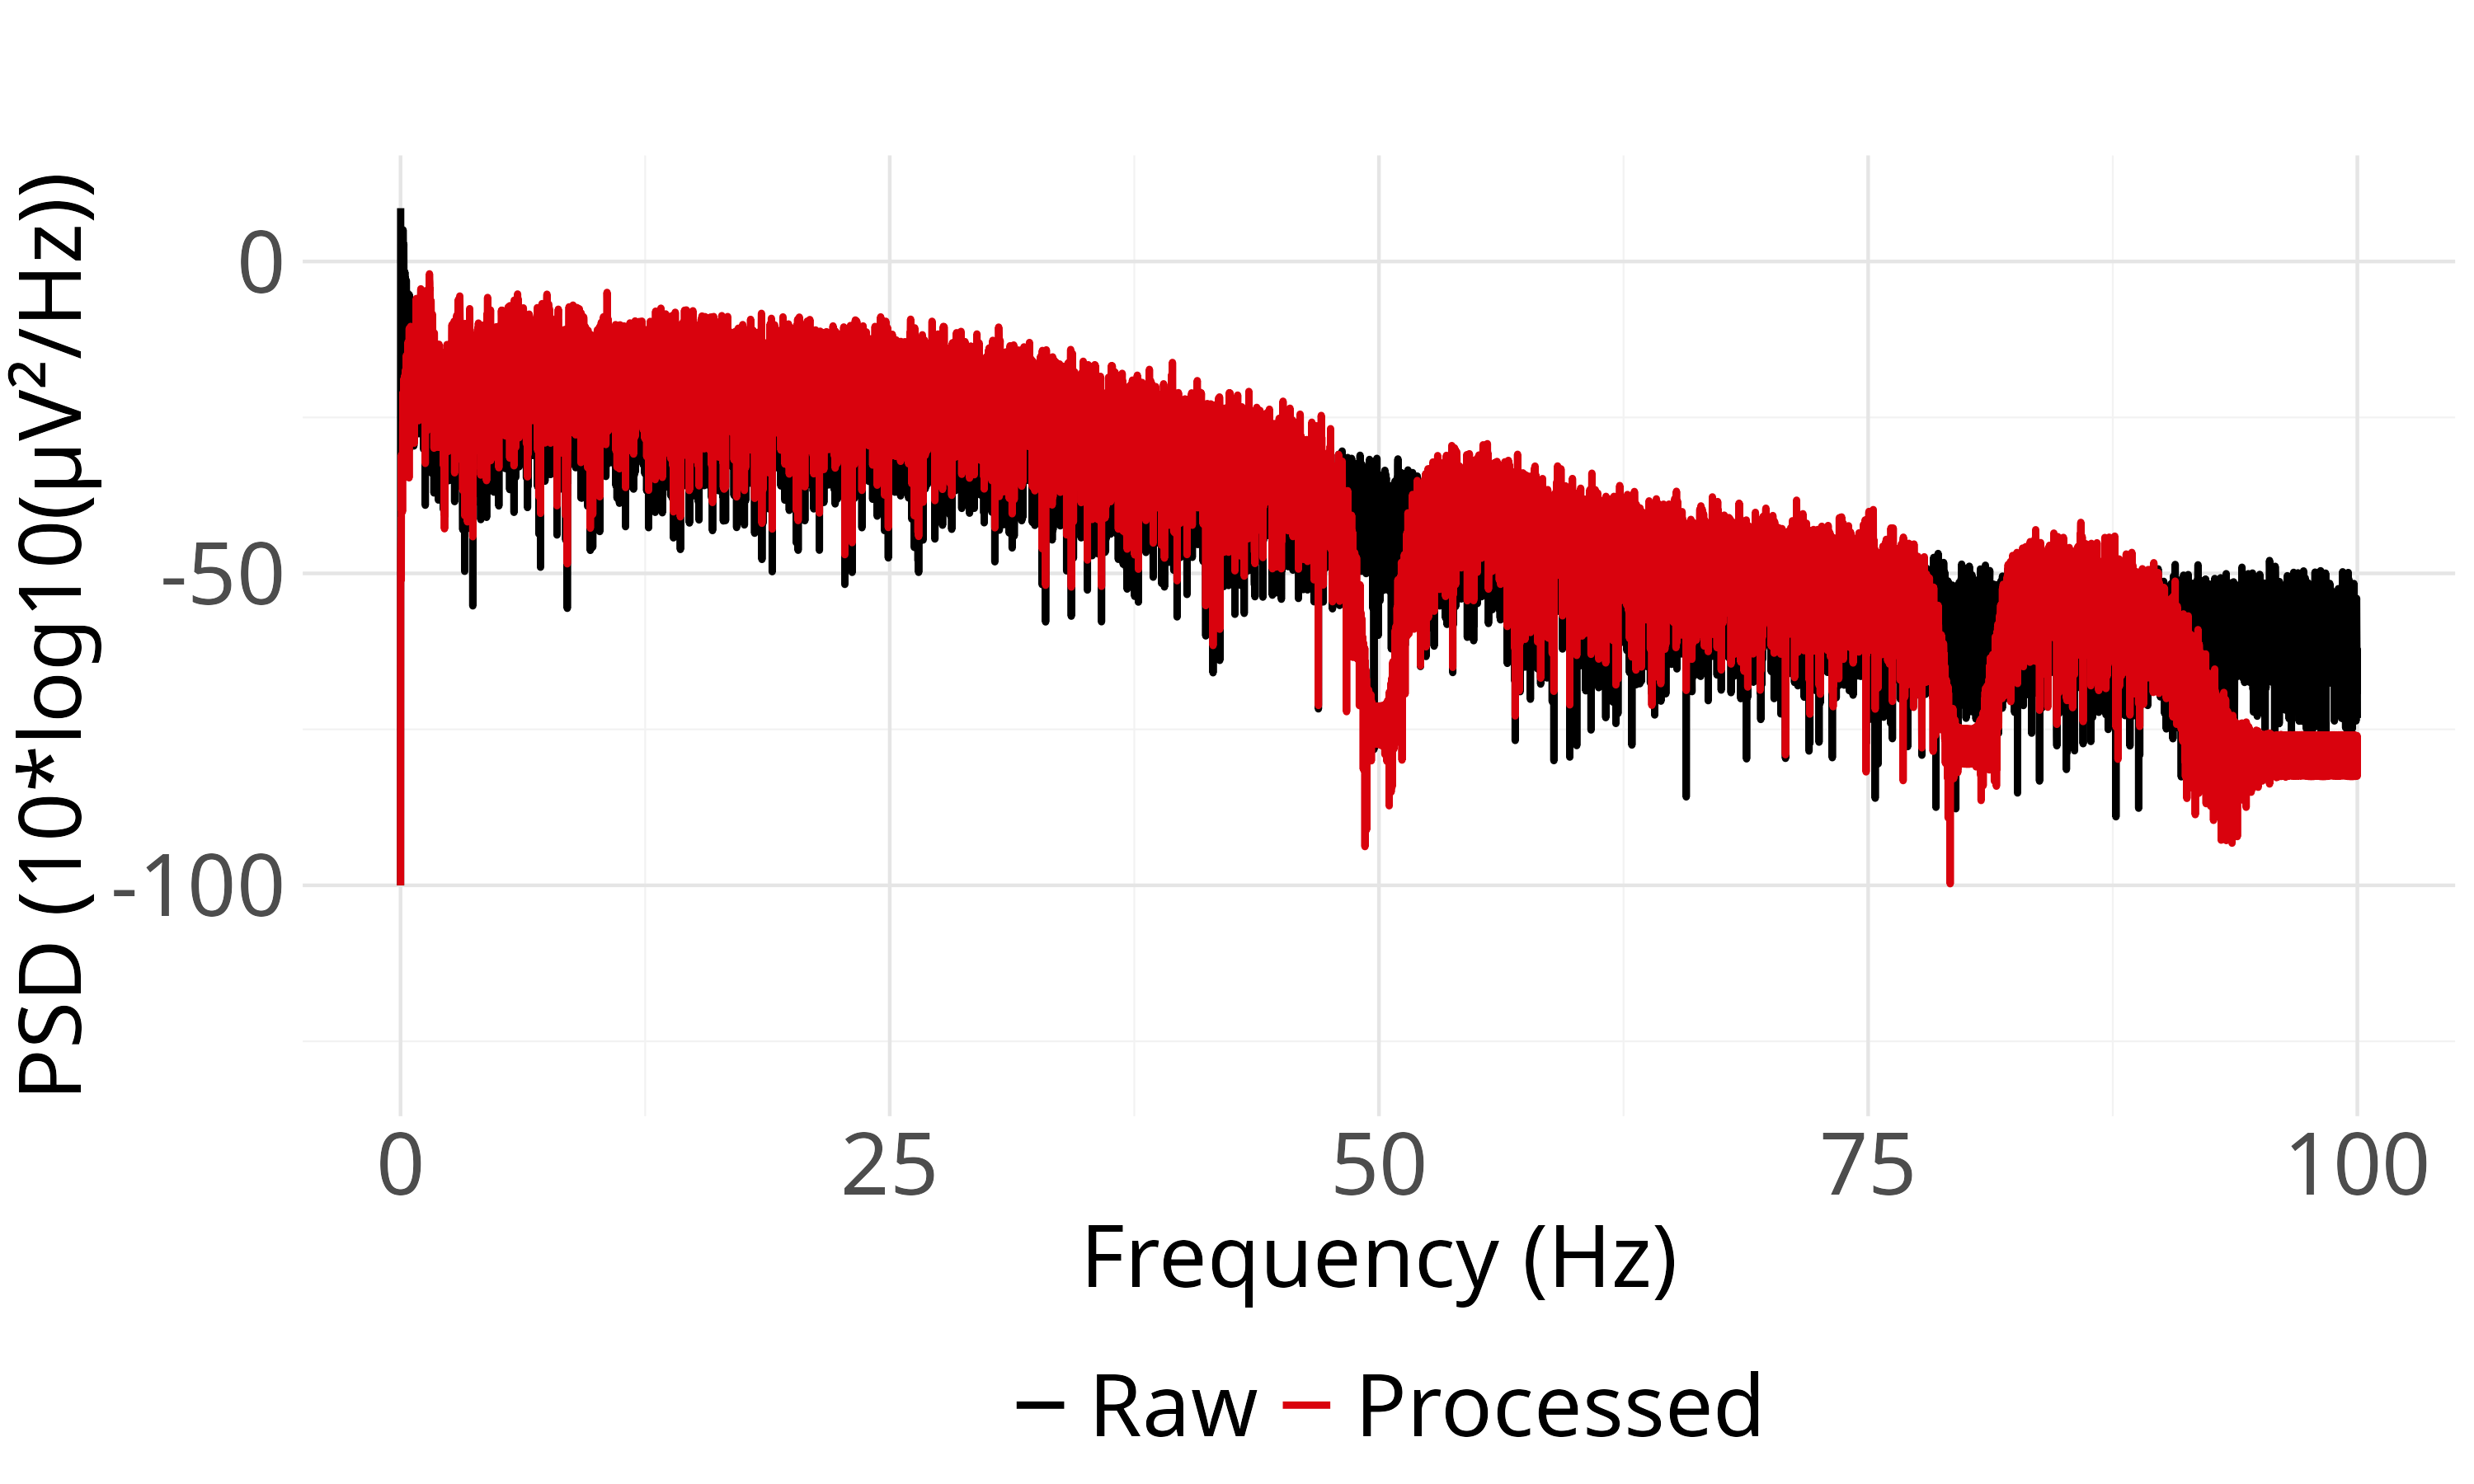 PSD (10*log10(µV²/Hz))
0
-50
-100
0 25 50 75 100
Frequency (Hz)
Raw Processed